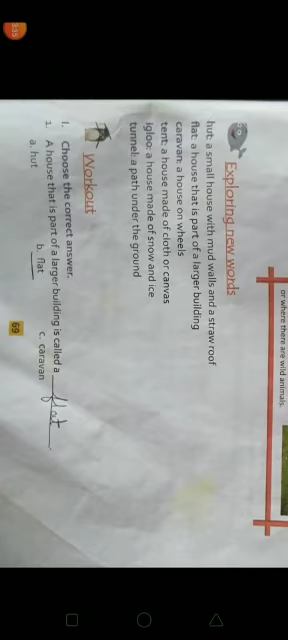 or where there are wild animals.
Exploring new words
hut: a small house with mud walls and a straw roof
flat: a house that is part of a larger building
caravan: a house on wheels
tent: a house made of cloth or canvas
igloo: a house made of snow and ice
tunnel: a path under the ground
Workout
I. Choose the correct answer.
1. A house that is part of a larger building is called a flat.
a. hut b. flat c. caravan
69